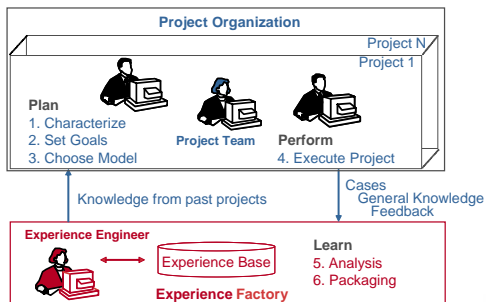 Project Organization
Project N
Project 1
Plan
1. Characterize
2. Set Goals
3. Choose Model
Project Team
Perform
4. Execute Project
Knowledge from past projects
Cases
General Knowledge
Feedback
Experience Engineer
Experience Base
Learn
5. Analysis
6. Packaging
Experience Factory